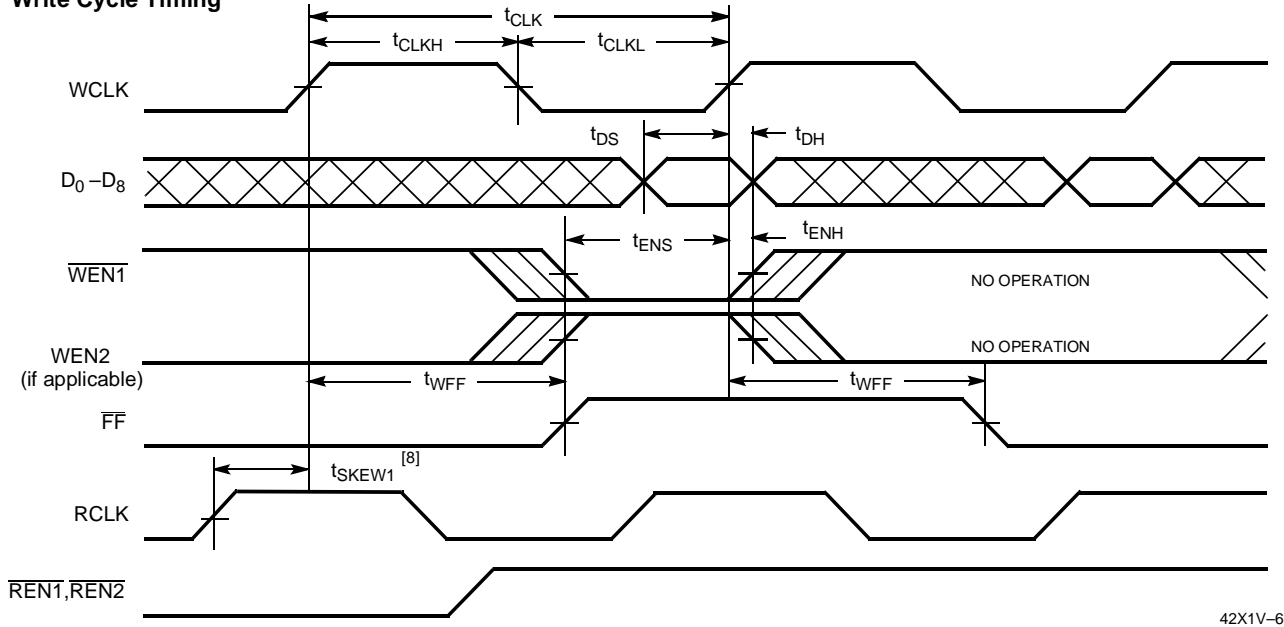 Write Cycle Timing
tCLK
tCLKH
tCLKL
WCLK
tDS
tDH
D0 –D8
tENS
tENH
WEN1
NO OPERATION
WEN2
(if applicable)
NO OPERATION
tWFF
tWFF
FF
tSKEW1 [8]
RCLK
REN1,REN2
42X1V–6